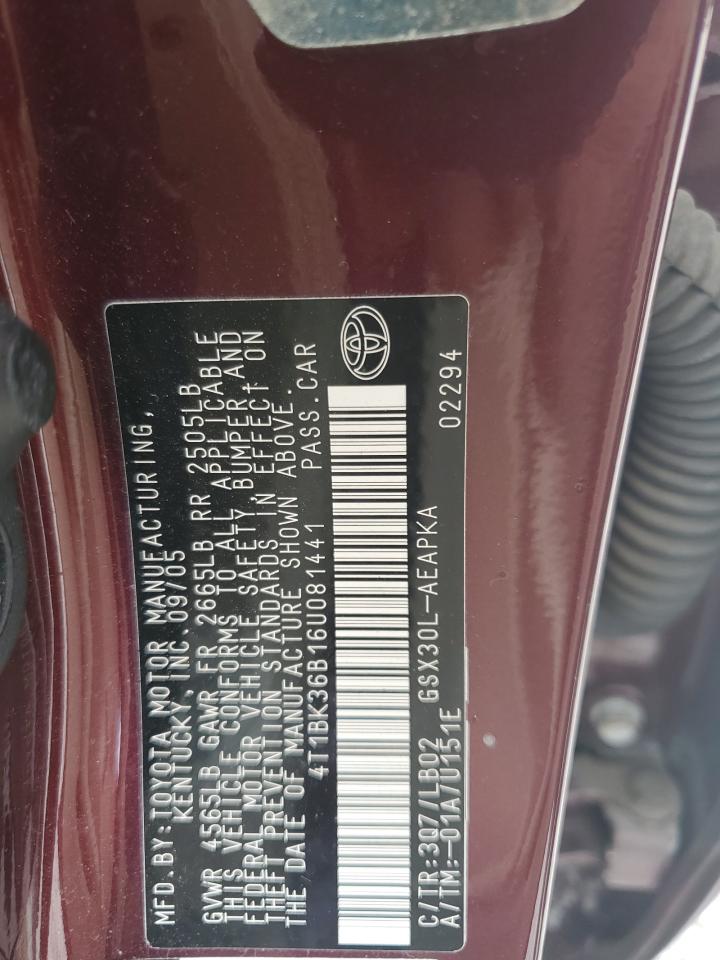 MFD.BY:TOYOTA MOTOR MANUFACTURING,
KENTUCKY, INC. 09/05
GVWR 4565LB GAWR FR 2665LB RR 2505LB
THIS VEHICLE CONFORMS TO ALL APPLICABLE
FEDERAL MOTOR VEHICLE SAFETY, BUMPER, AND
THEFT PREVENTION STANDARDS IN EFFECT ON
THE DATE OF MANUFACTURE SHOWN ABOVE.
4T1BK36B16U081441 PASS.CAR
C/TR:3Q7/LB02 GSX30L-AEAPKA 02294
A/TM:-01A/U151E